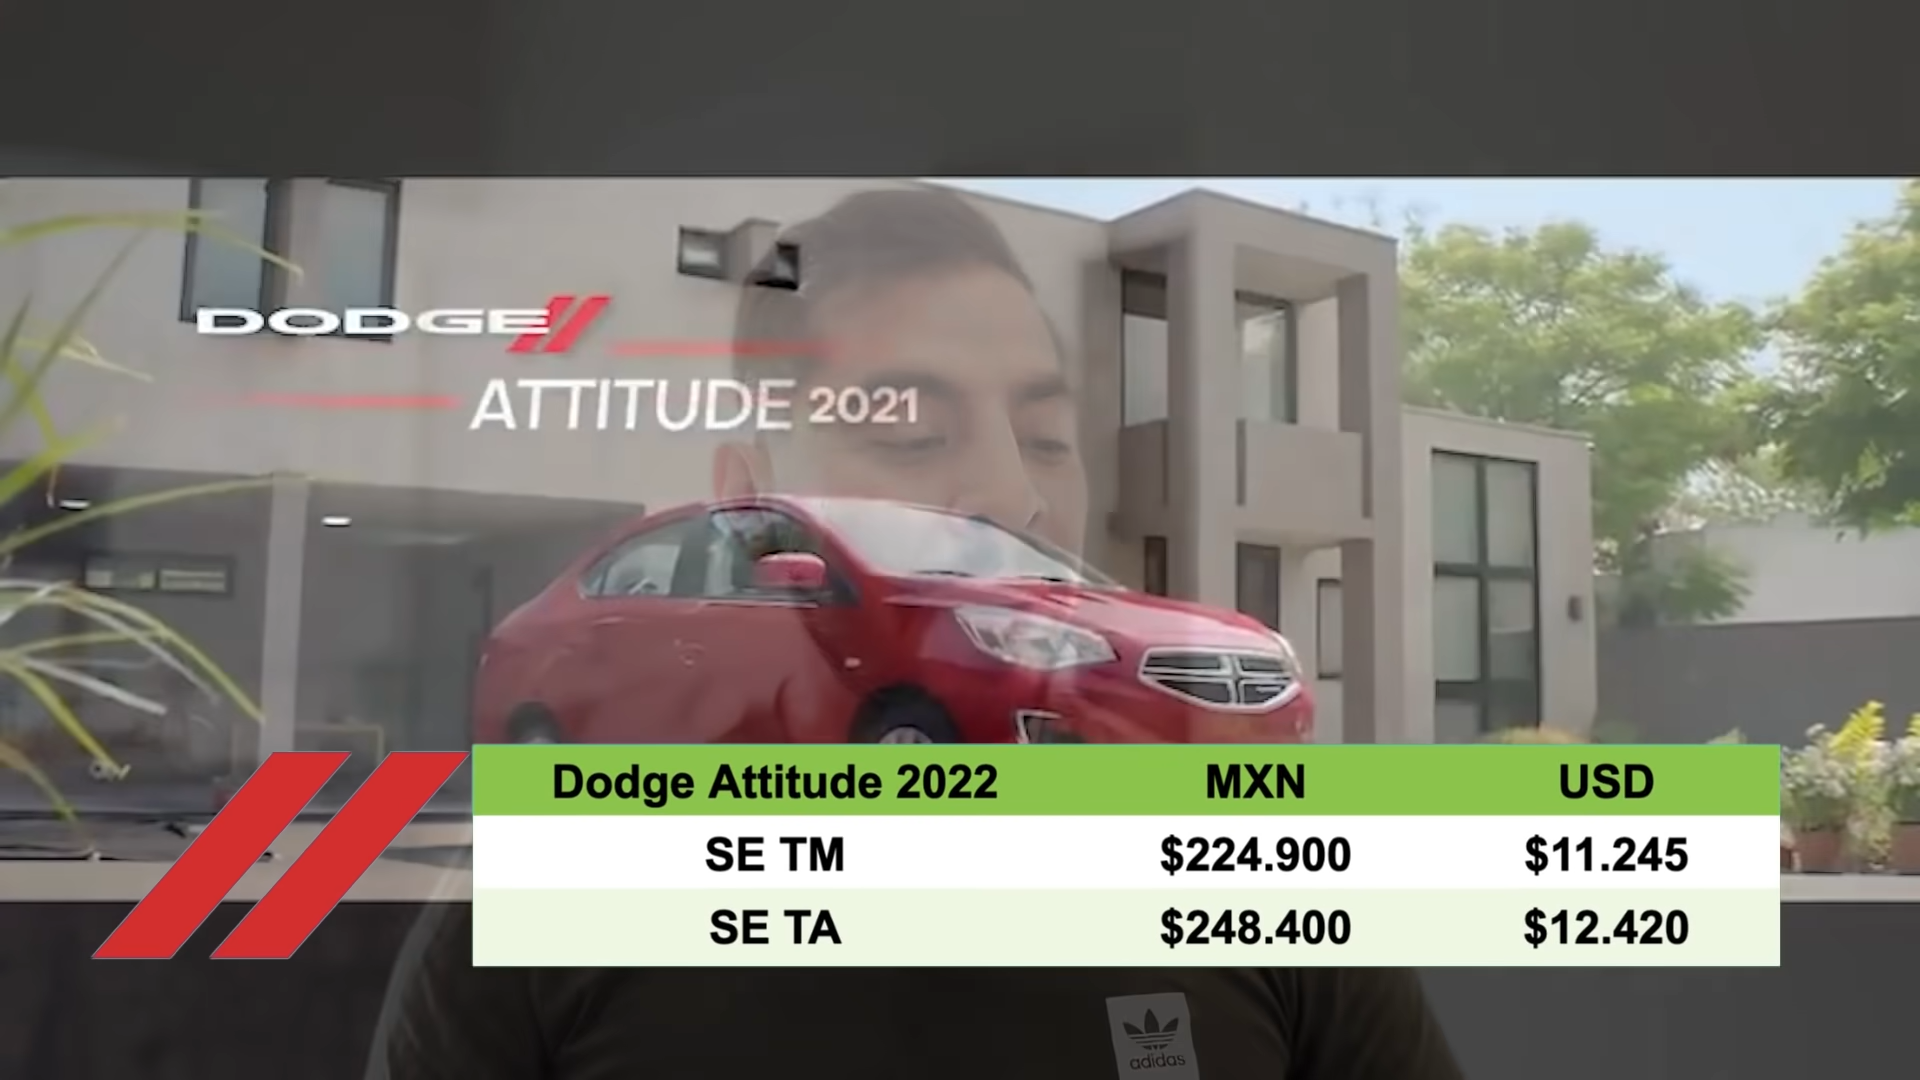 DODGE
ATTITUDE 2021
Dodge Attitude 2022 MXN USD
SE TM $224.900 $11.245
SE TA $248.400 $12.420
adidas